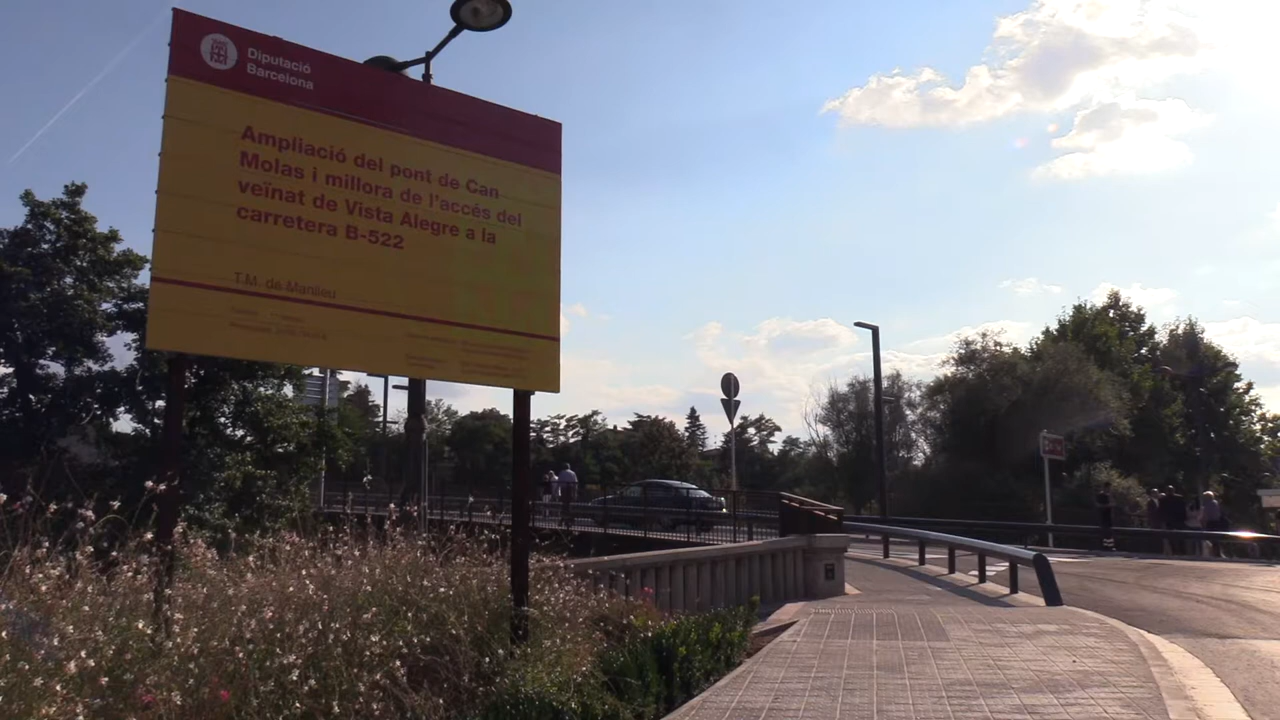 Diputació
Barcelona
Ampliació del pont de Can
Molas i millora de l'accés del
veïnat de Vista Alegre a la
carretera B-522
T.M. de Manlleu